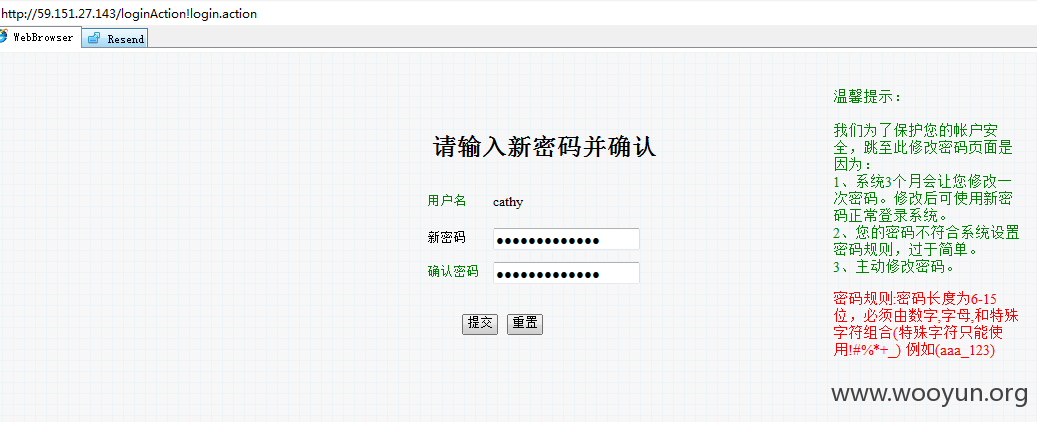 http://59.151.27.143/loginAction!login.action
WebBrowser Resend
请输入新密码并确认
用户名 cathy
新密码 •••••••••••••
确认密码 •••••••••••••
提交 重置
温馨提示：
我们为了保护您的帐户安
全，跳至此修改密码页面是
因为：
1、系统3个月会让您修改一
次密码。修改后可使用新密
码正常登录系统。
2、您的密码不符合系统设置
密码规则，过于简单。
3、主动修改密码。
密码规则:密码长度为6-15
位，必须由数字,字母,和特殊
字符组合(特殊字符只能使
用!#%*+_) 例如(aaa_123)
www.wooyun.org